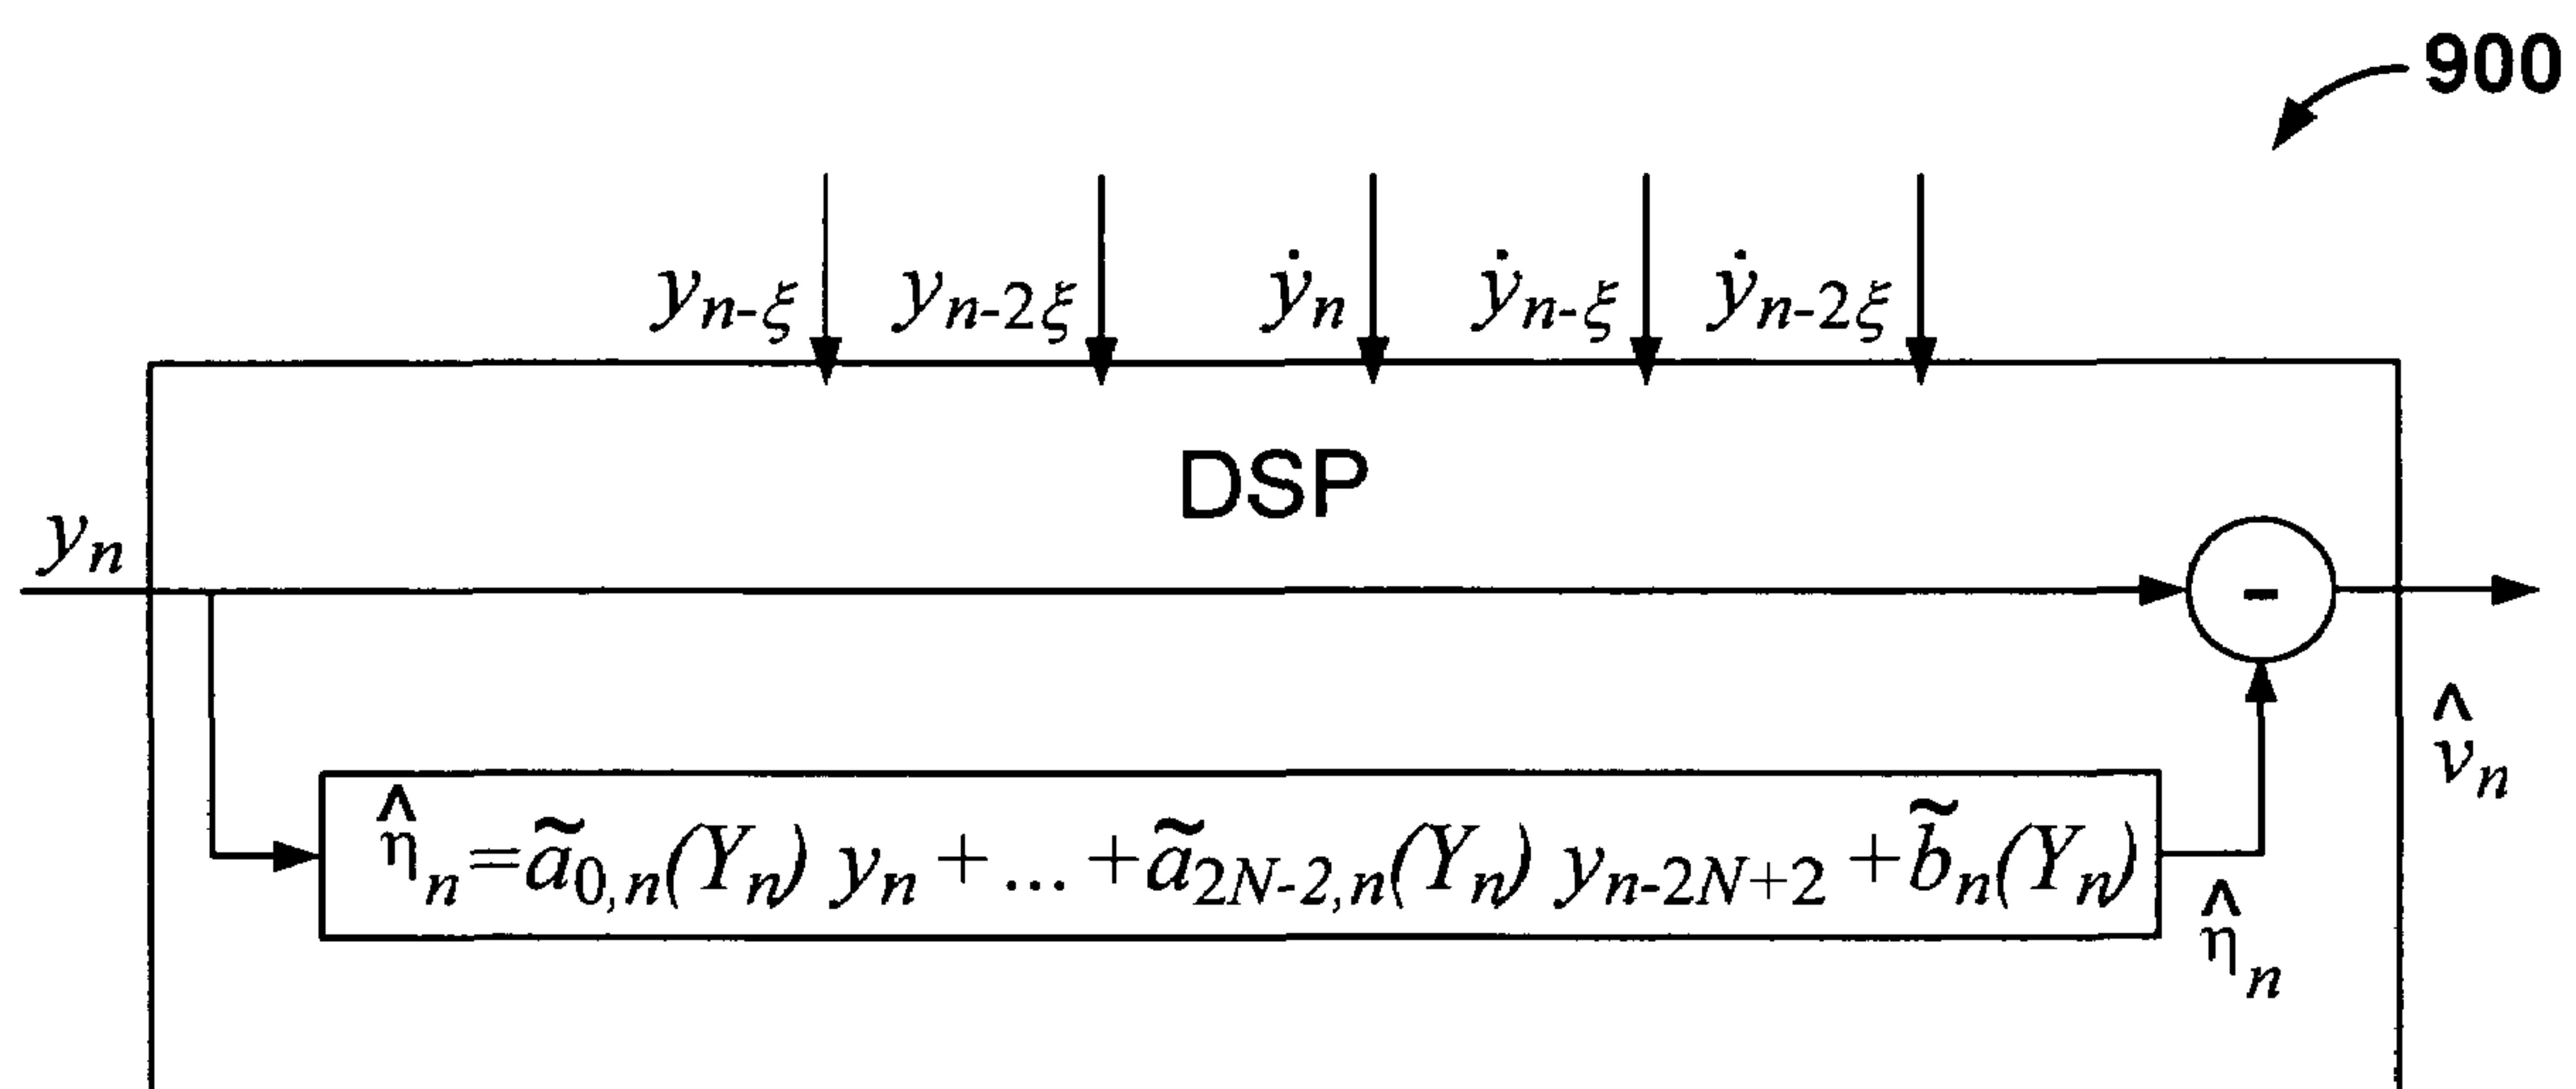 900
y_{n-ξ} y_{n-2ξ} ẏ_n ẏ_{n-ξ} ẏ_{n-2ξ}
DSP
y_n
-
v̂_n
η̂_n=ã_{0,n}(Y_n) y_n +...+ã_{2N-2,n}(Y_n) y_{n-2N+2} +b̃_n(Y_n)
η̂_n